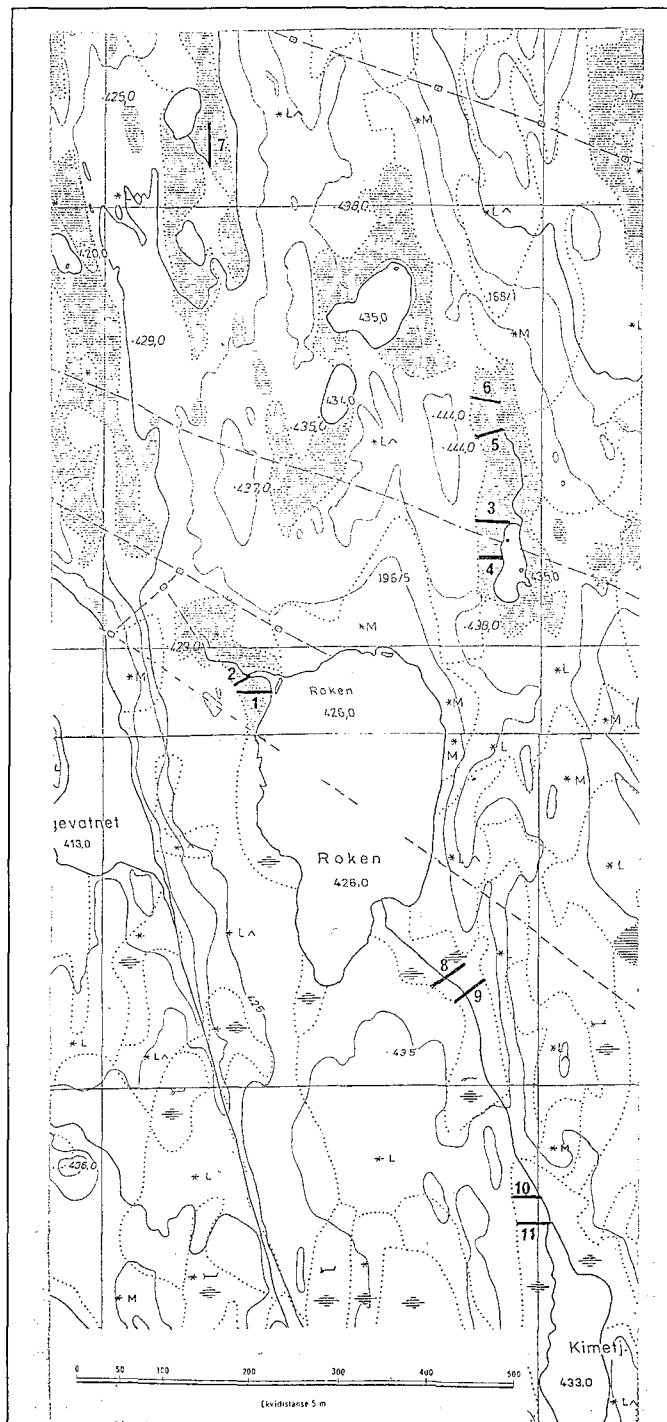 425,0
L^
M
7
L
438,0
L^
420,0
429,0
435,0
168/1
M
L
434,0
435,0
444,0
6
L^
444,0
5
437,0
3
4
435,0
196/5
438,0
M
429,0
M
2
1
Roken
426,0
L
M
M
M
L
M
gevatnet
413,0
Roken
426,0
L^
L
L^
425
8
9
435
L
L^
L
436,0
L
L
M
10
11
M
Kimefj.
433,0
L^
0 50 100 200 300 400 500
Ekvidistanse 5 m